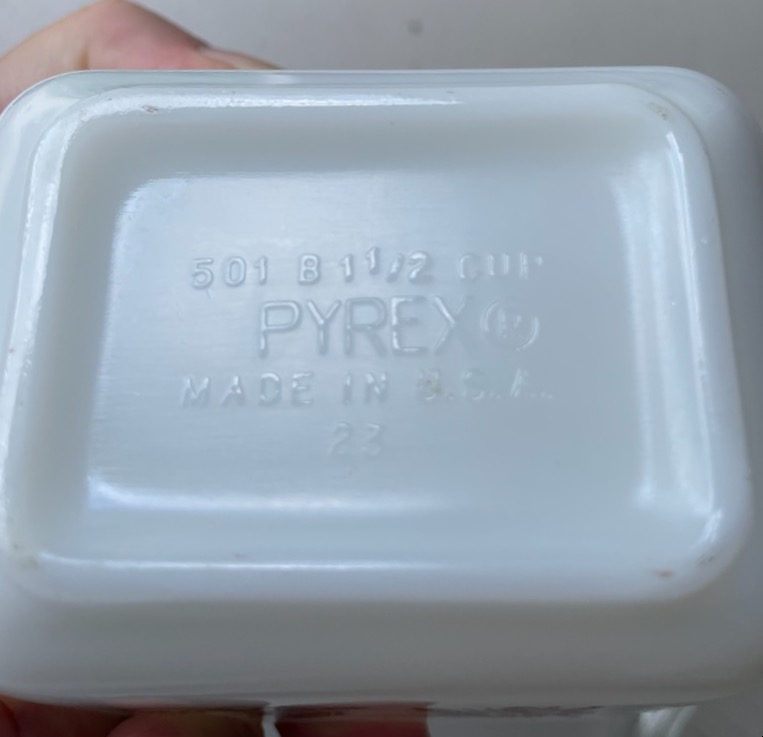 501 B 1 1/2 CUP
PYREX ®
MADE IN U.S.A.
23